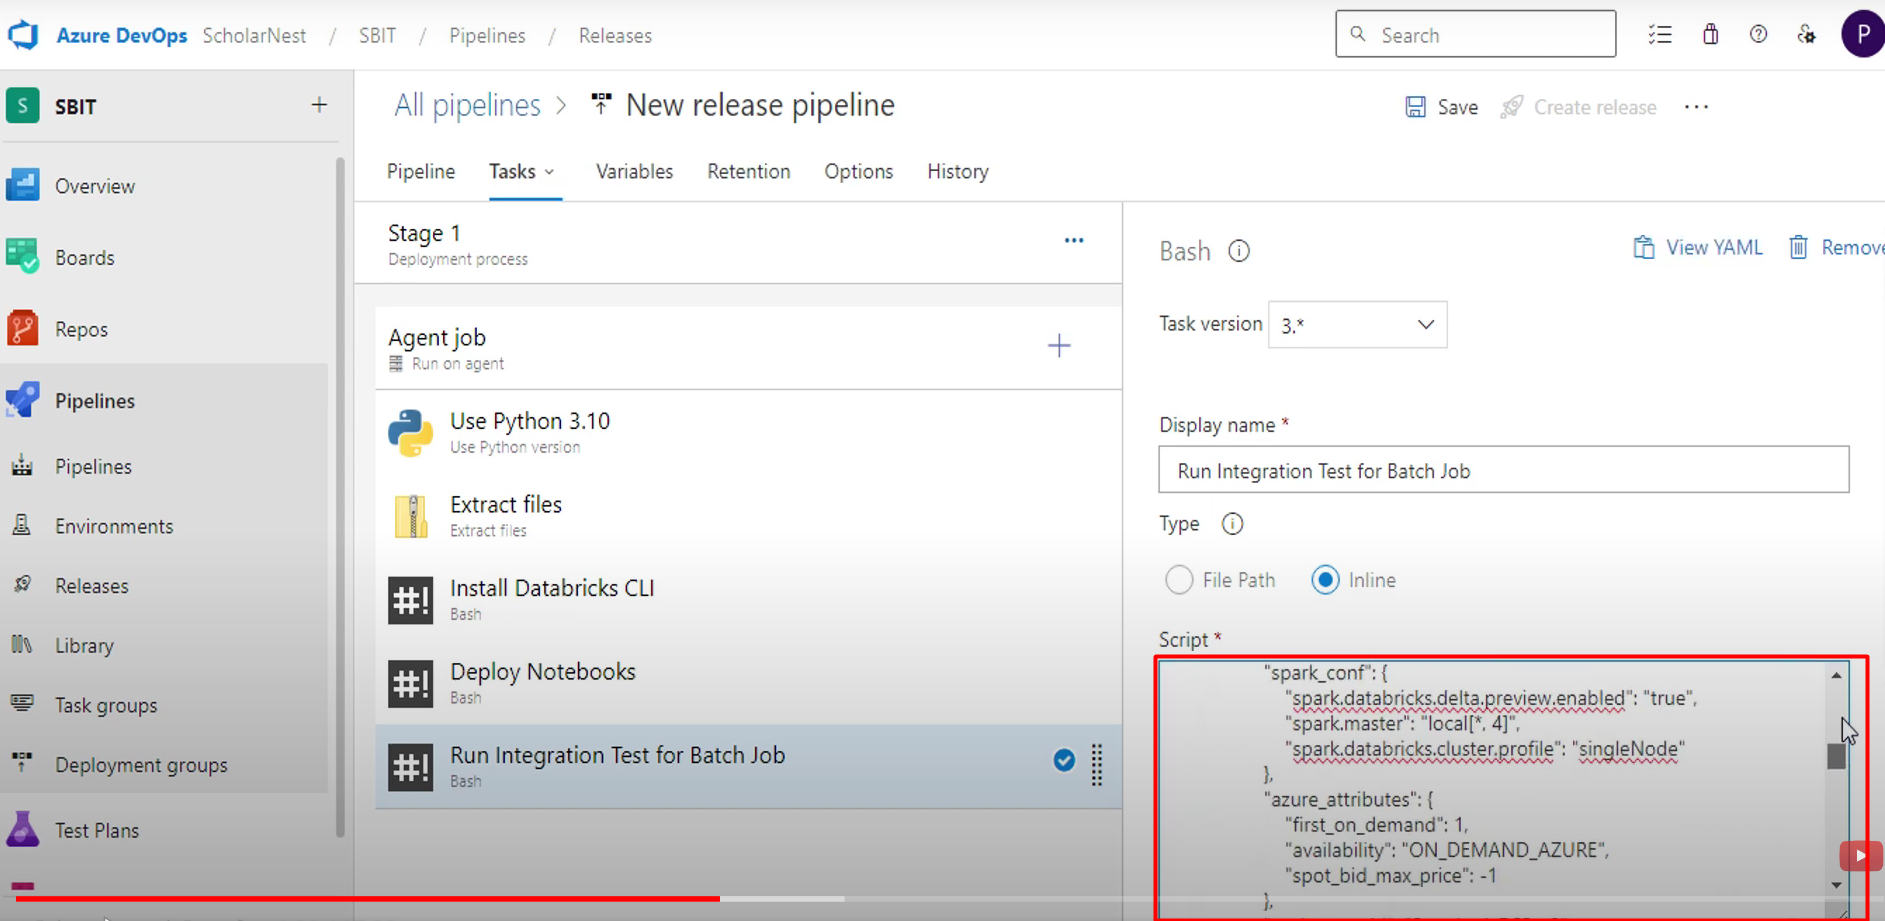 Azure DevOps ScholarNest / SBIT / Pipelines / Releases
Search
P
S SBIT +
Overview
Boards
Repos
Pipelines
Pipelines
Environments
Releases
Library
Task groups
Deployment groups
Test Plans
All pipelines > New release pipeline
Save Create release ...
Pipeline Tasks Variables Retention Options History
Stage 1
Deployment process
Agent job
Run on agent
Use Python 3.10
Use Python version
Extract files
Extract files
#! Install Databricks CLI
Bash
#! Deploy Notebooks
Bash
#! Run Integration Test for Batch Job
Bash
Bash
View YAML Remove
Task version 3.*
Display name *
Run Integration Test for Batch Job
Type
File Path Inline
Script *
"spark_conf": {
"spark.databricks.delta.preview.enabled": "true",
"spark.master": "local[*, 4]",
"spark.databricks.cluster.profile": "singleNode"
},
"azure_attributes": {
"first_on_demand": 1,
"availability": "ON_DEMAND_AZURE",
"spot_bid_max_price": -1
},